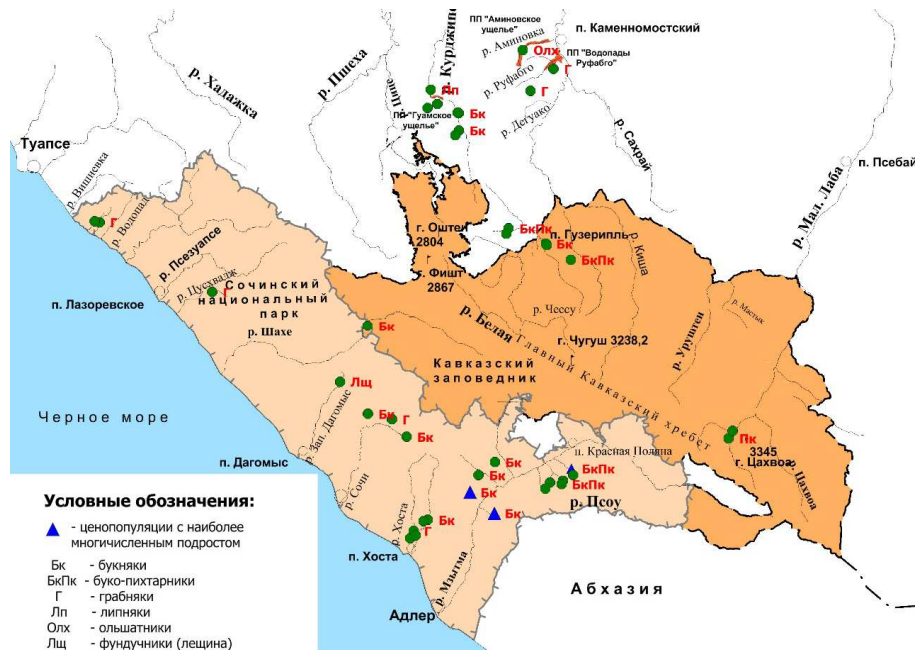 ПП "Аминовское
ущелье"
п. Каменномостский
р. Аминовка
Олх
ПП "Водопады
Руфабго"
р. Руфабго
Г
Г
р. Курджипс
р. Пшеха
р. Цице
р. Хаджка
Лп
ПП "Гуамское
ущелье"
Бк
Бк
р. Дегуако
р. Сахрай
Туапсе
п. Псебай
р. Мал. Лаба
р. Вишневка
р. Водопад
Г
БкПк
п. Гузерипль
Бк
БкПк
г. Оштен
2804
р. Киша
р. Псезуапсе
г. Фишт
2867
р. Цусхвадж
Г
Сочинский
национальный
парк
п. Лазоревское
р. Шахе
Бк
р. Чессу
р. Белая
р. Уруштен
р. Мастык
г. Чугуш 3238,2
Главный Кавказский хребет
Кавказский
заповедник
Лщ
Черное море
Бк
Г
Бк
р. Зап. Дагомыс
п. Дагомыс
Пк
3345
г. Цахвоа
р. Цахвоа
п. Красная Поляна
Бк
Бк
БкПк
БкПк
р. Сочи
Бк
Бк
р. Псоу
р. Хоста
Бк
Г
п. Хоста
р. Мзымта
Адлер
Абхазия
Условные обозначения:
- ценопопуляции с наиболее
многичисленным подростом
Бк - букняки
БкПк - буко-пихтарники
Г - грабняки
Лп - липняки
Олх - ольшатники
Лщ - фундучники (лещина)